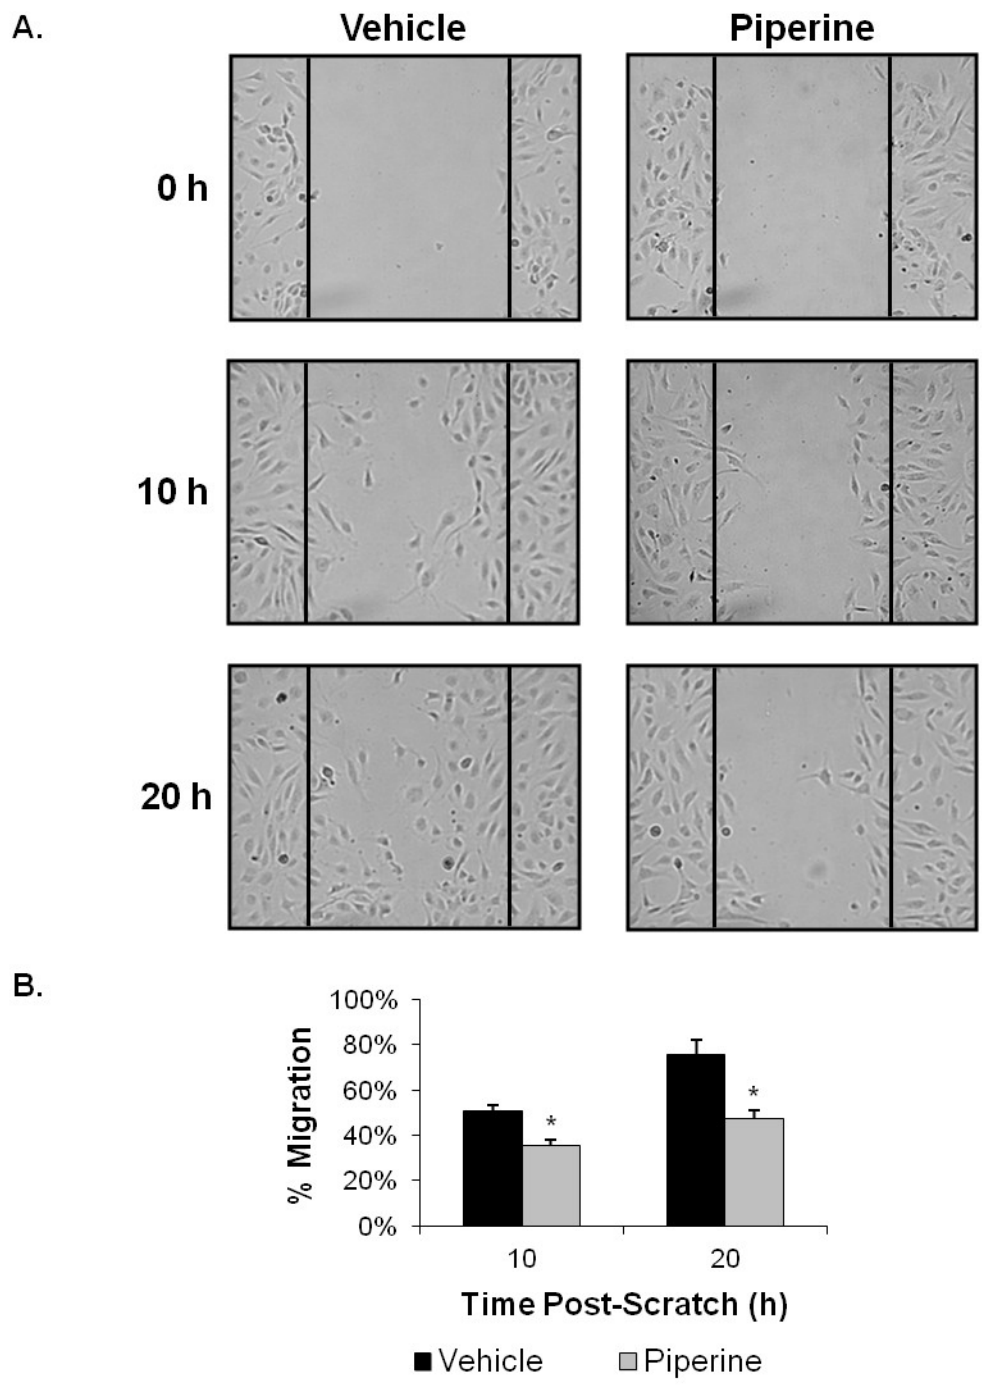 A.
Vehicle Piperine
0 h
10 h
20 h
B.
100%
80%
60%
40%
20%
0%
% Migration
* *
10 20
Time Post-Scratch (h)
Vehicle Piperine